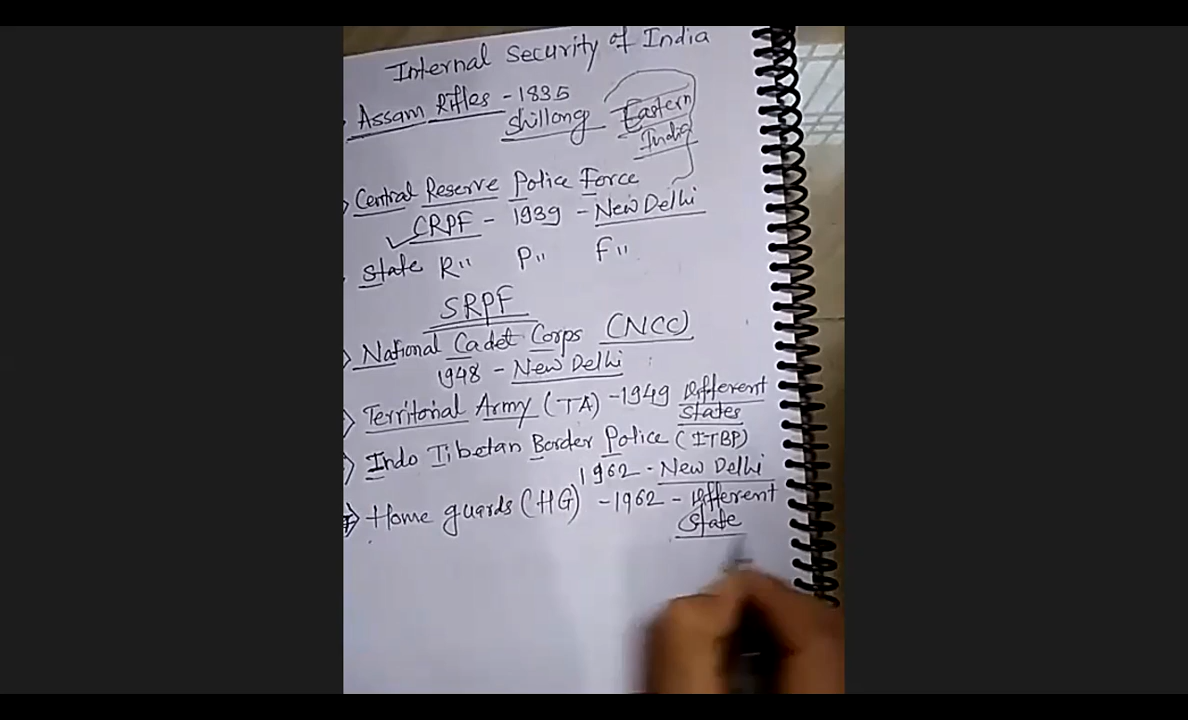 Internal Security of India
Assam Rifles - 1835
Shillong Eastern
India
Central Reserve Police Force
CRPF - 1939 - New Delhi
State R" P" F"
SRPF
National Cadet Corps (NCC)
1948 - New Delhi
Territorial Army (TA) - 1949 Different
States
Indo Tibetan Border Police (ITBP)
1962 - New Delhi
Home guards (HG) - 1962 - Different
State